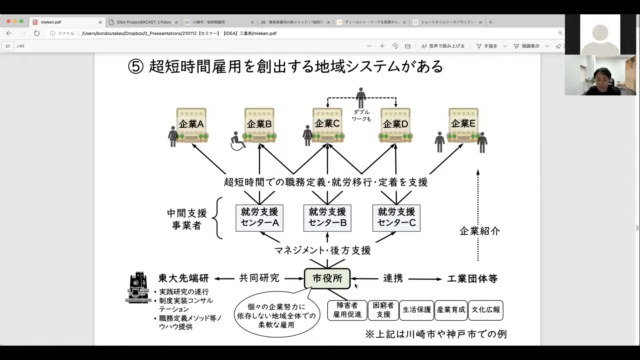 mieken.pdf
⑤ 超短時間雇用を創出する地域システムがある
企業A
企業B
企業C
企業D
企業E
ダブル
ワークも
超短時間での職務定義・就労移行・定着を支援
中間支援
事業者
就労支援
センターA
就労支援
センターB
就労支援
センターC
企業紹介
マネジメント・後方支援
東大先端研
共同研究
市役所
連携
工業団体等
• 実践研究の遂行
• 制度実装コンサル
テーション
• 職務定義メソッド等ノ
ウハウ提供
個々の企業努力に
依存しない地域全体での
柔軟な雇用
障害者
雇用促進
困窮者
支援
生活保護
産業育成
文化広報
※上記は川崎市や神戸市での例